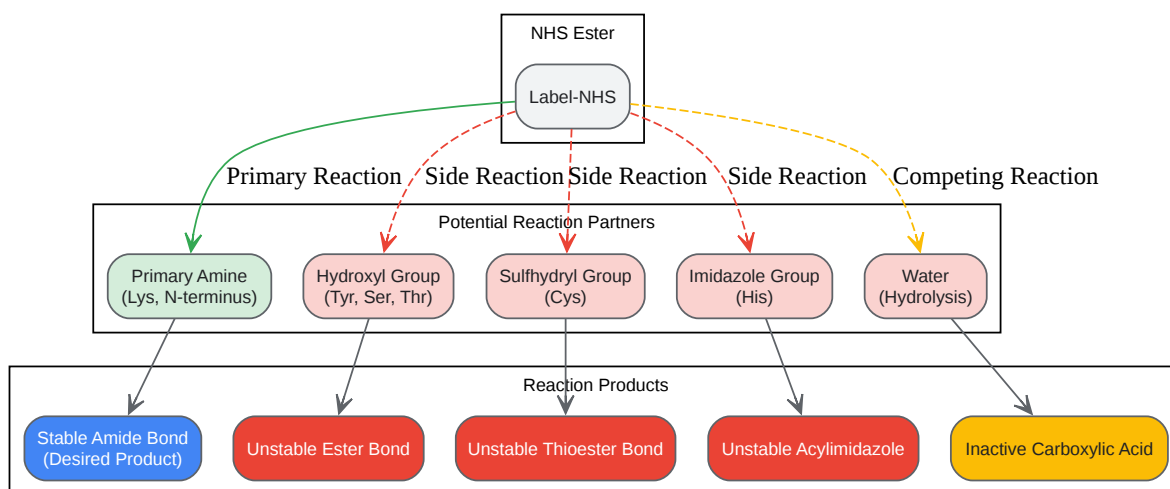 NHS Ester
Label-NHS
Primary Reaction
Side Reaction
Side Reaction
Side Reaction
Competing Reaction
Potential Reaction Partners
Primary Amine
(Lys, N-terminus)
Hydroxyl Group
(Tyr, Ser, Thr)
Sulfhydryl Group
(Cys)
Imidazole Group
(His)
Water
(Hydrolysis)
Reaction Products
Stable Amide Bond
(Desired Product)
Unstable Ester Bond
Unstable Thioester Bond
Unstable Acylimidazole
Inactive Carboxylic Acid